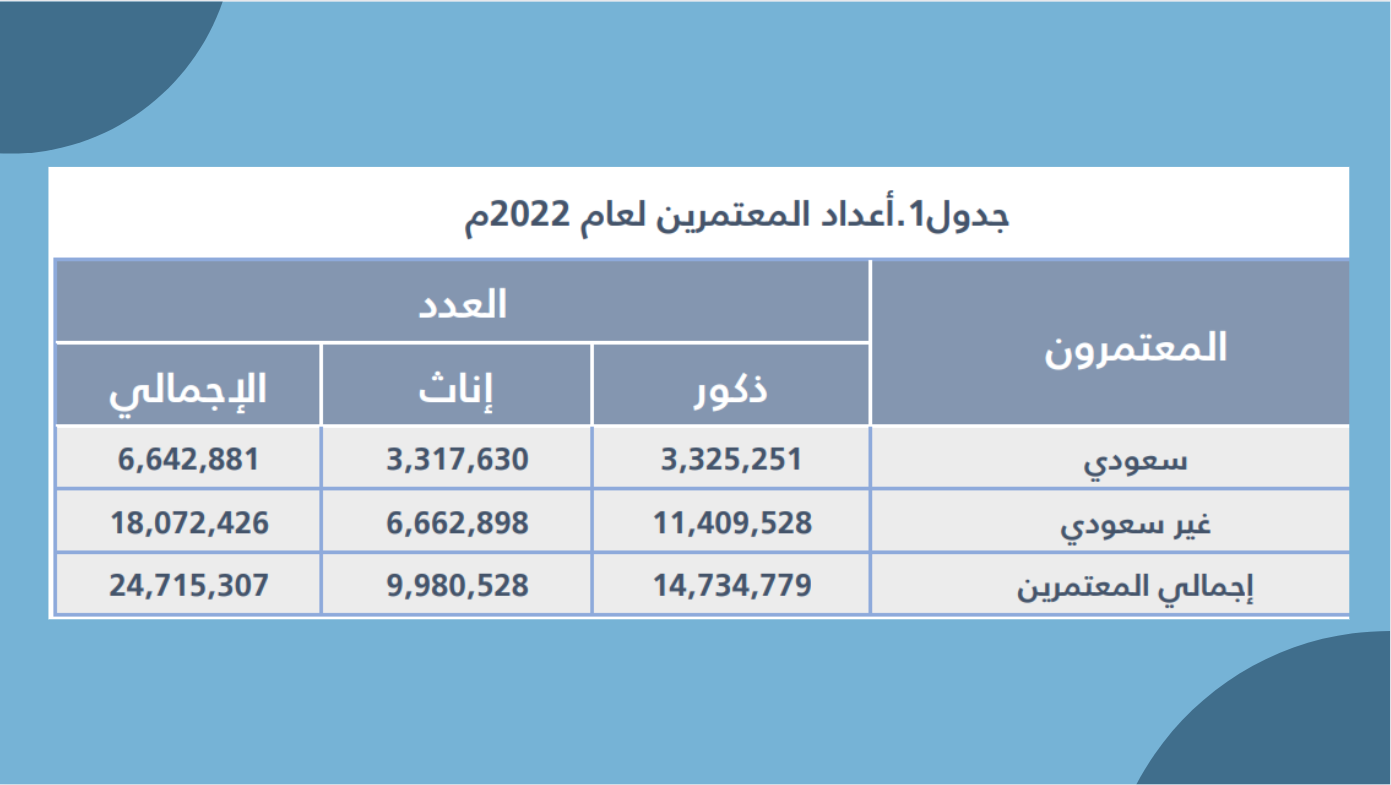 جدول1.أعداد المعتمرين لعام 2022م
المعتمرون العدد
ذكور إناث الإجمالي
سعودي 3,325,251 3,317,630 6,642,881
غير سعودي 11,409,528 6,662,898 18,072,426
إجمالي المعتمرين 14,734,779 9,980,528 24,715,307